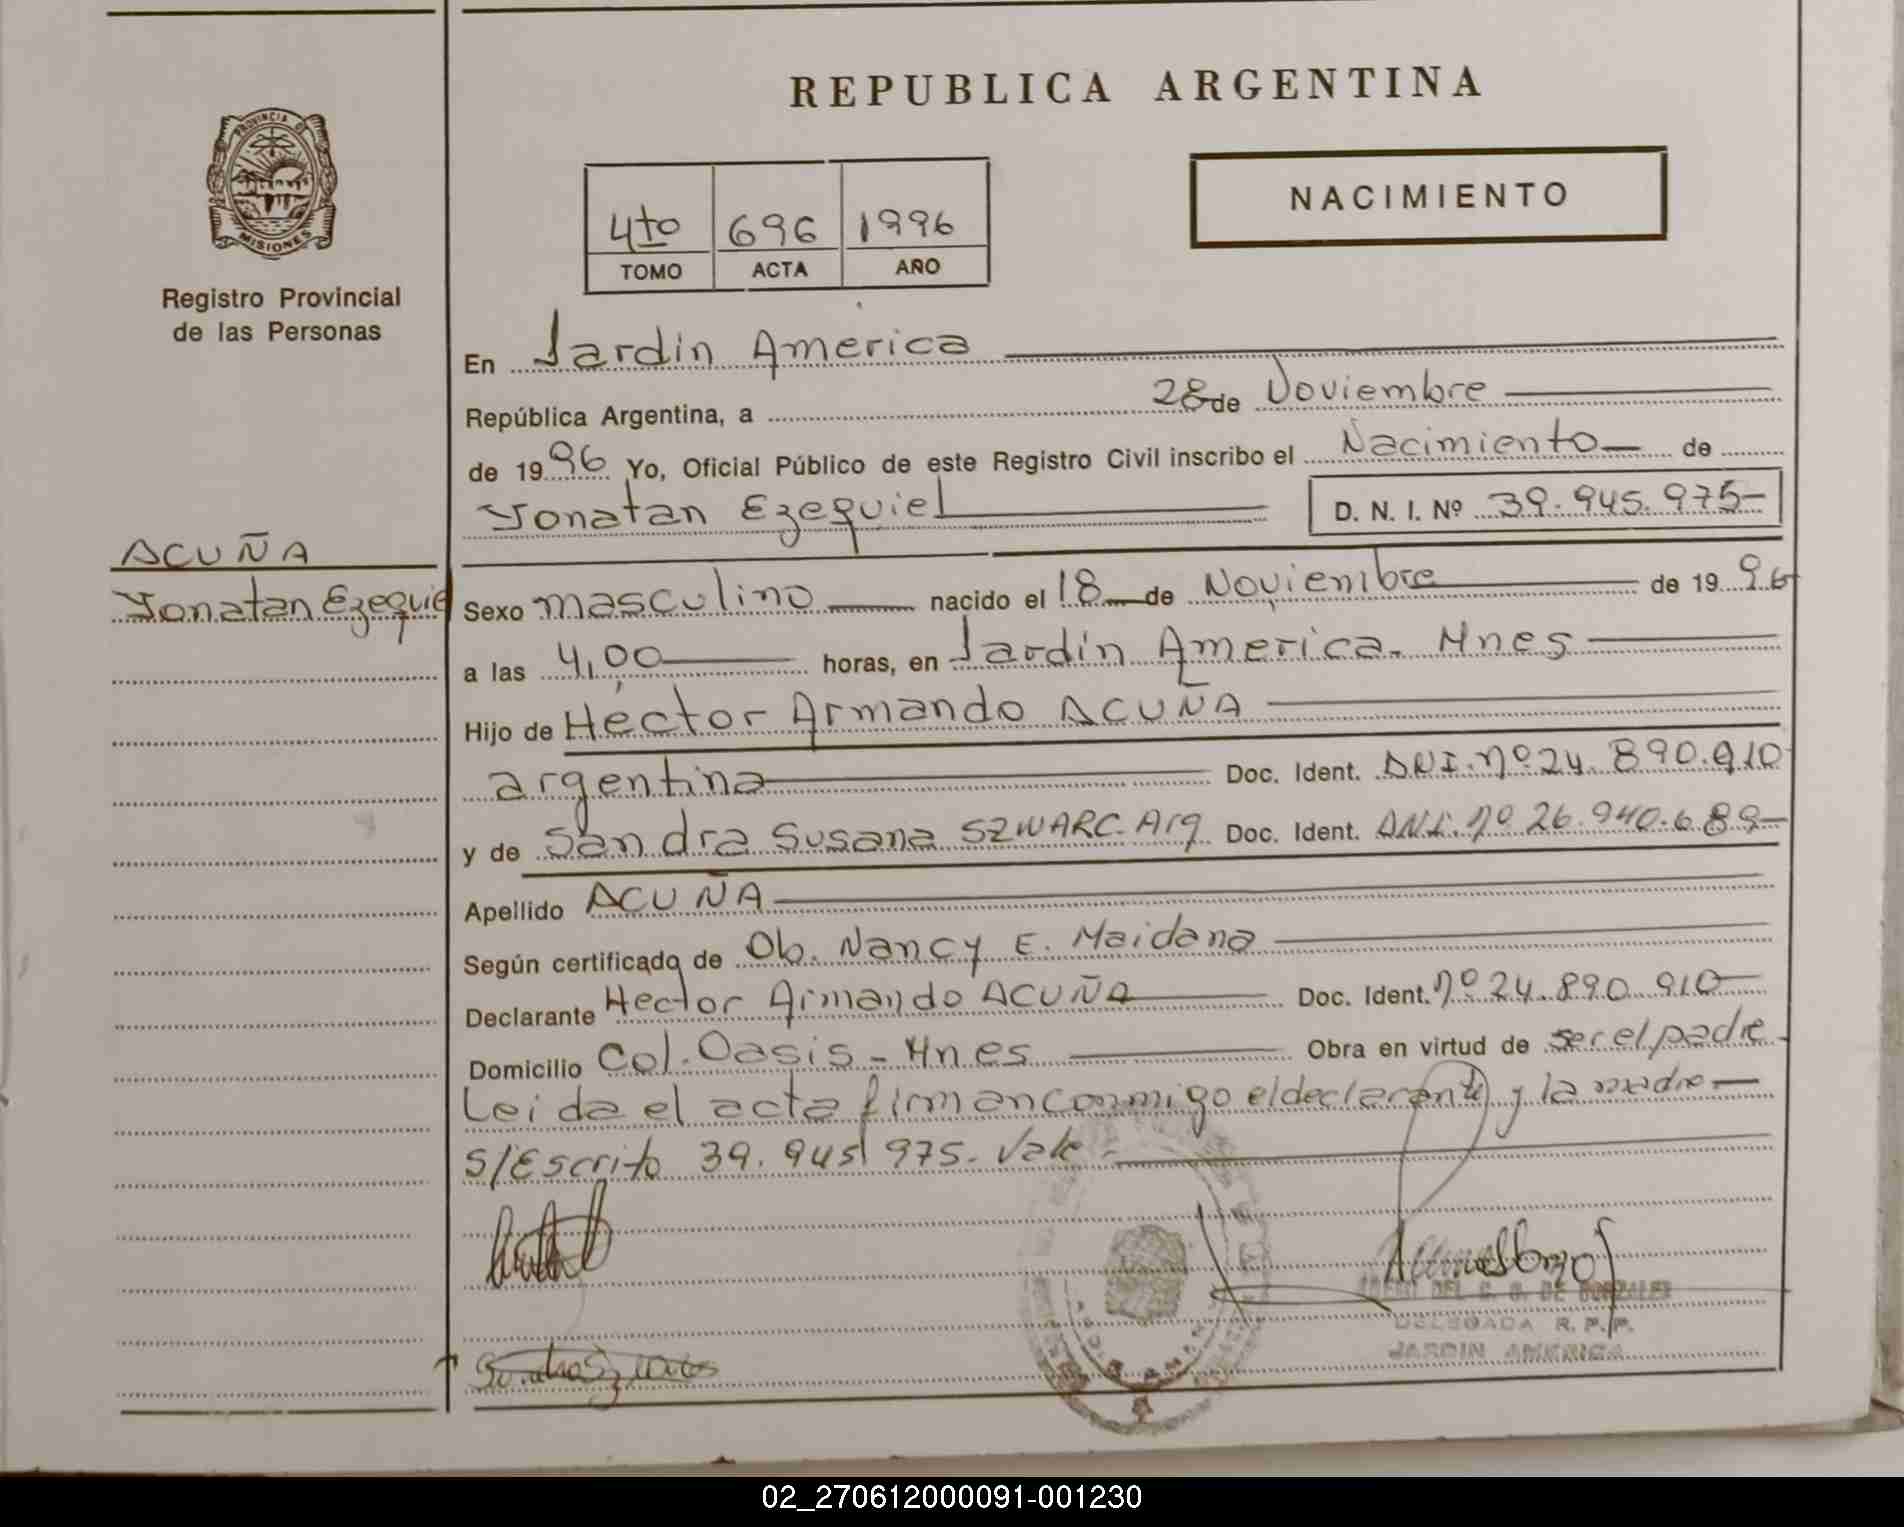 REPUBLICA ARGENTINA
PROVINCIA DE
MISIONES
Registro Provincial
de las Personas
4to 696 1996
TOMO ACTA AÑO
NACIMIENTO
En Jardin America
República Argentina, a 28 de Noviembre
de 1996 Yo, Oficial Público de este Registro Civil inscribo el Nacimiento de
Yonatan Ezequiel D. N. I. Nº 39.945.975-
ACUÑA
Yonatan Ezequiel
Sexo masculino nacido el 18 de Noviembre de 1996
a las 4,00 horas, en Jardin America. Mnes
Hijo de Hector Armando ACUÑA
argentina Doc. Ident. DNI. nº 24.890.910
y de Sandra Susana SZWARC. Arg Doc. Ident. DNI. nº 26.940.689-
Apellido ACUÑA
Según certificado de Ob. Nancy E. Maidana
Declarante Hector Armando ACUÑA Doc. Ident. nº 24.890.910
Domicilio Col. Oasis - Mnes Obra en virtud de ser el padre
Leida el acta firman conmigo el declarante y la madre
S/Escrito 39.945.975. Vale
DEL C. G. DE GONZALEZ
DELEGADA R. P. P.
JARDIN AMERICA
02_270612000091-001230